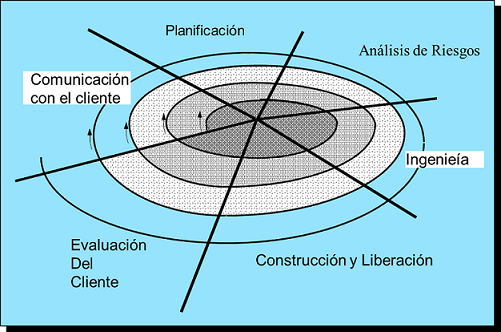 Planificación
Análisis de Riesgos
Comunicación
con el cliente
Ingenieía
Evaluación
Del
Cliente
Construcción y Liberación